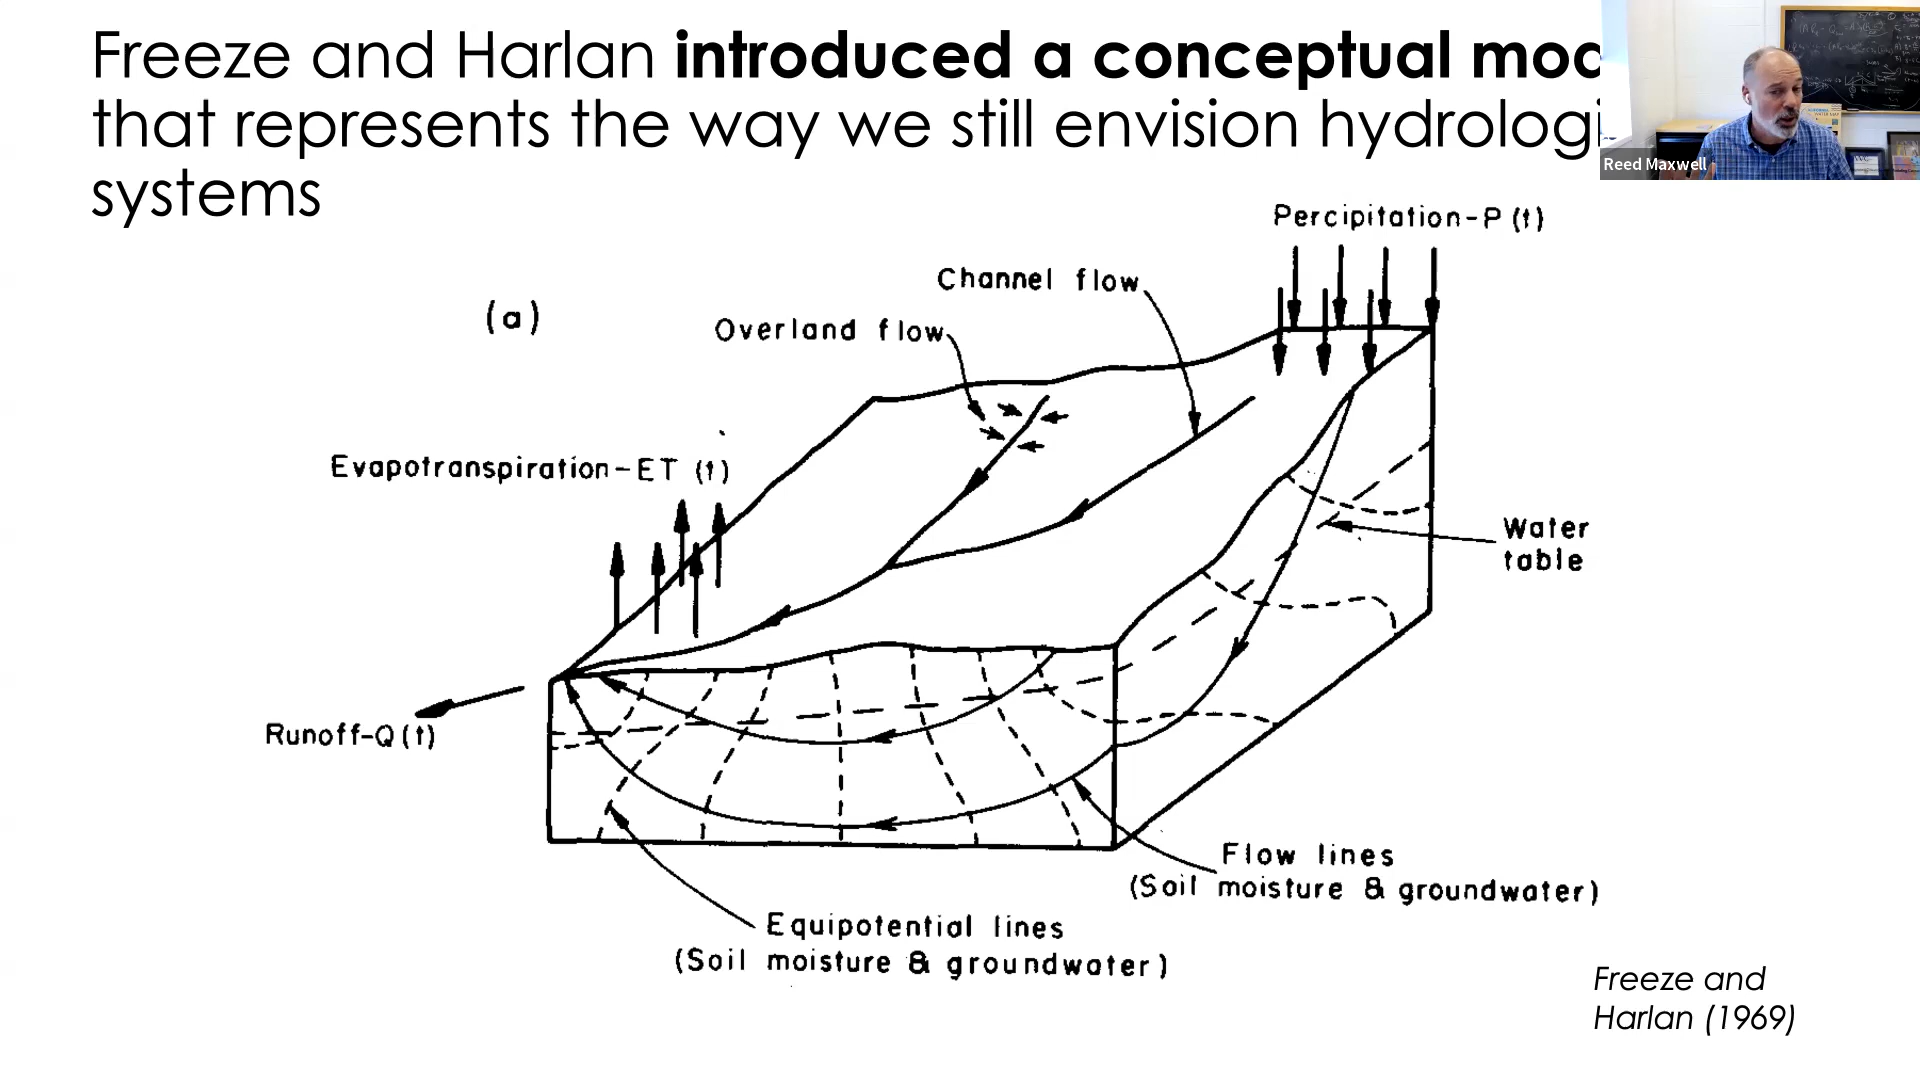 Freeze and Harlan introduced a conceptual mod
that represents the way we still envision hydrologi
systems
Reed Maxwell
Percipitation-P (t)
Channel flow
(a)
Overland flow
Evapotranspiration-ET (t)
Water
table
Runoff-Q (t)
Flow lines
(Soil moisture & groundwater)
Equipotential lines
(Soil moisture & groundwater)
Freeze and
Harlan (1969)